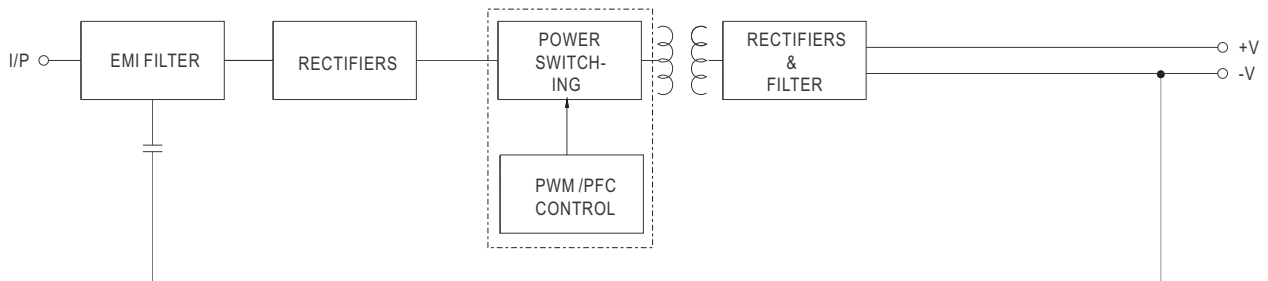 I/P
EMI FILTER
RECTIFIERS
POWER
SWITCH-
ING
RECTIFIERS
&
FILTER
+V
-V
PWM/PFC
CONTROL